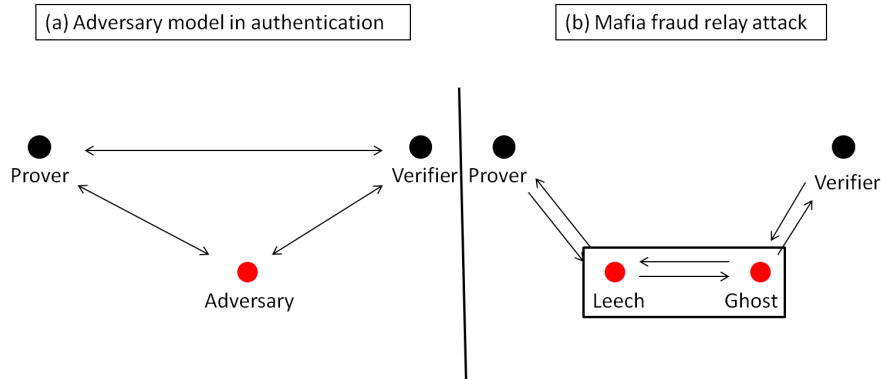 (a) Adversary model in authentication
(b) Mafia fraud relay attack
Prover
Verifier
Adversary
Prover
Verifier
Leech
Ghost